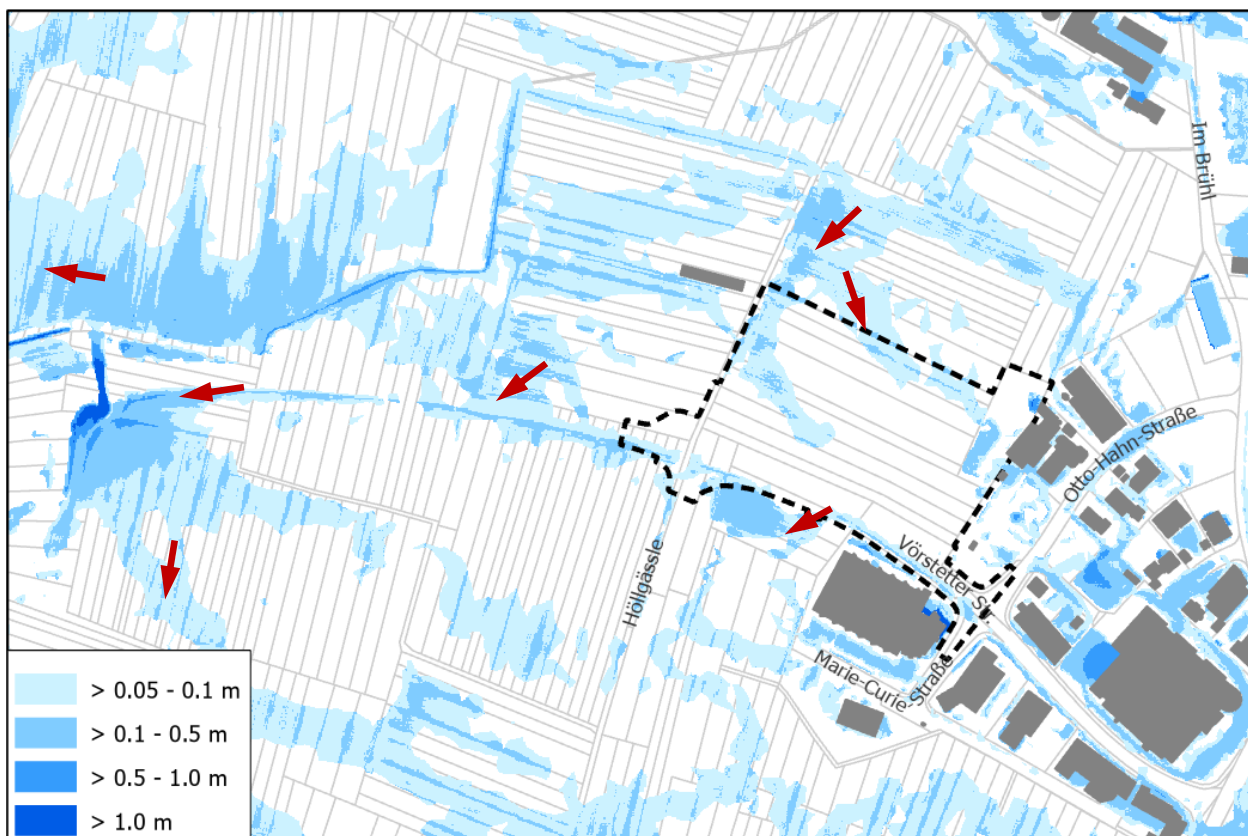 Im Brühl
Otto-Hahn-Straße
Vörstetter St
Höllgässle
Marie-Curie-Straße
> 0.05 - 0.1 m
> 0.1 - 0.5 m
> 0.5 - 1.0 m
> 1.0 m